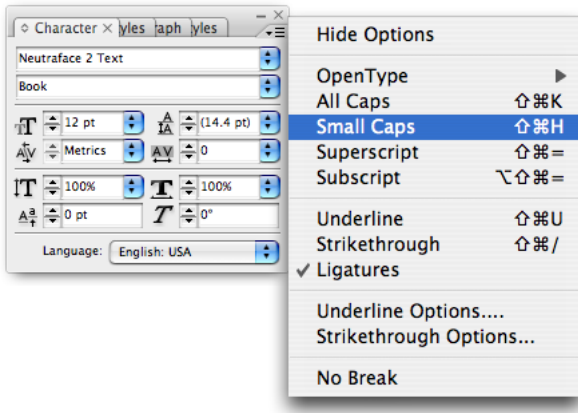 Character
yles
aph
yles
Neutraface 2 Text
Book
12 pt
(14.4 pt)
Metrics
0
100%
100%
0 pt
0°
Language: English: USA
Hide Options
OpenType
All Caps ⇧⌘K
Small Caps ⇧⌘H
Superscript ⇧⌘=
Subscript ⌥⇧⌘=
Underline ⇧⌘U
Strikethrough ⇧⌘/
✓ Ligatures
Underline Options....
Strikethrough Options...
No Break